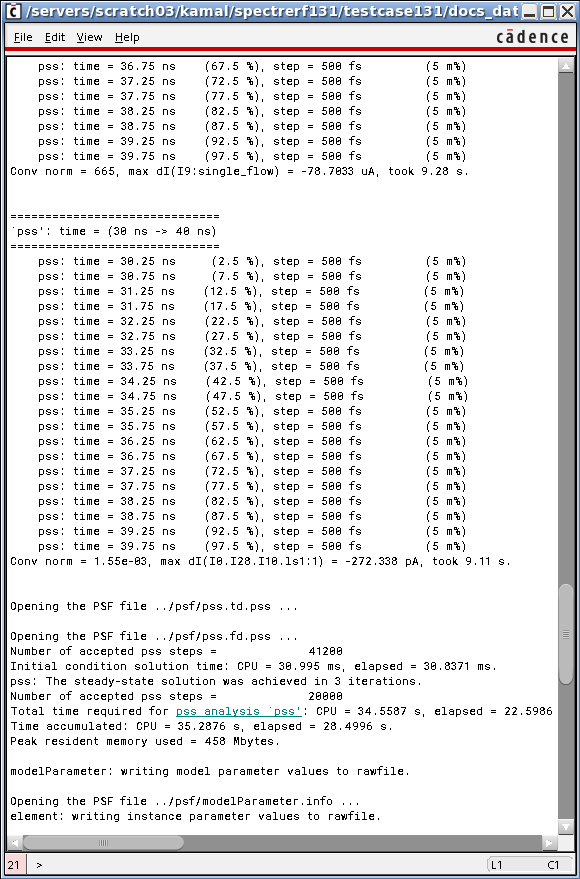 /servers/scratch03/kamal/spectrerf131/testcase131/docs_dat
File Edit View Help
cādence
pss: time = 36.75 ns (67.5 %), step = 500 fs (5 m%)
pss: time = 37.25 ns (72.5 %), step = 500 fs (5 m%)
pss: time = 37.75 ns (77.5 %), step = 500 fs (5 m%)
pss: time = 38.25 ns (82.5 %), step = 500 fs (5 m%)
pss: time = 38.75 ns (87.5 %), step = 500 fs (5 m%)
pss: time = 39.25 ns (92.5 %), step = 500 fs (5 m%)
pss: time = 39.75 ns (97.5 %), step = 500 fs (5 m%)
Conv norm = 665, max dI(I9:single_flow) = -78.7033 uA, took 9.28 s.
==============================
`pss': time = (30 ns -> 40 ns)
==============================
pss: time = 30.25 ns (2.5 %), step = 500 fs (5 m%)
pss: time = 30.75 ns (7.5 %), step = 500 fs (5 m%)
pss: time = 31.25 ns (12.5 %), step = 500 fs (5 m%)
pss: time = 31.75 ns (17.5 %), step = 500 fs (5 m%)
pss: time = 32.25 ns (22.5 %), step = 500 fs (5 m%)
pss: time = 32.75 ns (27.5 %), step = 500 fs (5 m%)
pss: time = 33.25 ns (32.5 %), step = 500 fs (5 m%)
pss: time = 33.75 ns (37.5 %), step = 500 fs (5 m%)
pss: time = 34.25 ns (42.5 %), step = 500 fs (5 m%)
pss: time = 34.75 ns (47.5 %), step = 500 fs (5 m%)
pss: time = 35.25 ns (52.5 %), step = 500 fs (5 m%)
pss: time = 35.75 ns (57.5 %), step = 500 fs (5 m%)
pss: time = 36.25 ns (62.5 %), step = 500 fs (5 m%)
pss: time = 36.75 ns (67.5 %), step = 500 fs (5 m%)
pss: time = 37.25 ns (72.5 %), step = 500 fs (5 m%)
pss: time = 37.75 ns (77.5 %), step = 500 fs (5 m%)
pss: time = 38.25 ns (82.5 %), step = 500 fs (5 m%)
pss: time = 38.75 ns (87.5 %), step = 500 fs (5 m%)
pss: time = 39.25 ns (92.5 %), step = 500 fs (5 m%)
pss: time = 39.75 ns (97.5 %), step = 500 fs (5 m%)
Conv norm = 1.55e-03, max dI(I0.I28.I10.ls1:1) = -272.338 pA, took 9.11 s.
Opening the PSF file ../psf/pss.td.pss ...
Opening the PSF file ../psf/pss.fd.pss ...
Number of accepted pss steps = 41200
Initial condition solution time: CPU = 30.995 ms, elapsed = 30.8371 ms.
pss: The steady-state solution was achieved in 3 iterations.
Number of accepted pss steps = 20000
Total time required for pss analysis `pss': CPU = 34.5587 s, elapsed = 22.5986
Time accumulated: CPU = 35.2876 s, elapsed = 28.4996 s.
Peak resident memory used = 458 Mbytes.
modelParameter: writing model parameter values to rawfile.
Opening the PSF file ../psf/modelParameter.info ...
element: writing instance parameter values to rawfile.
21 > L1 C1